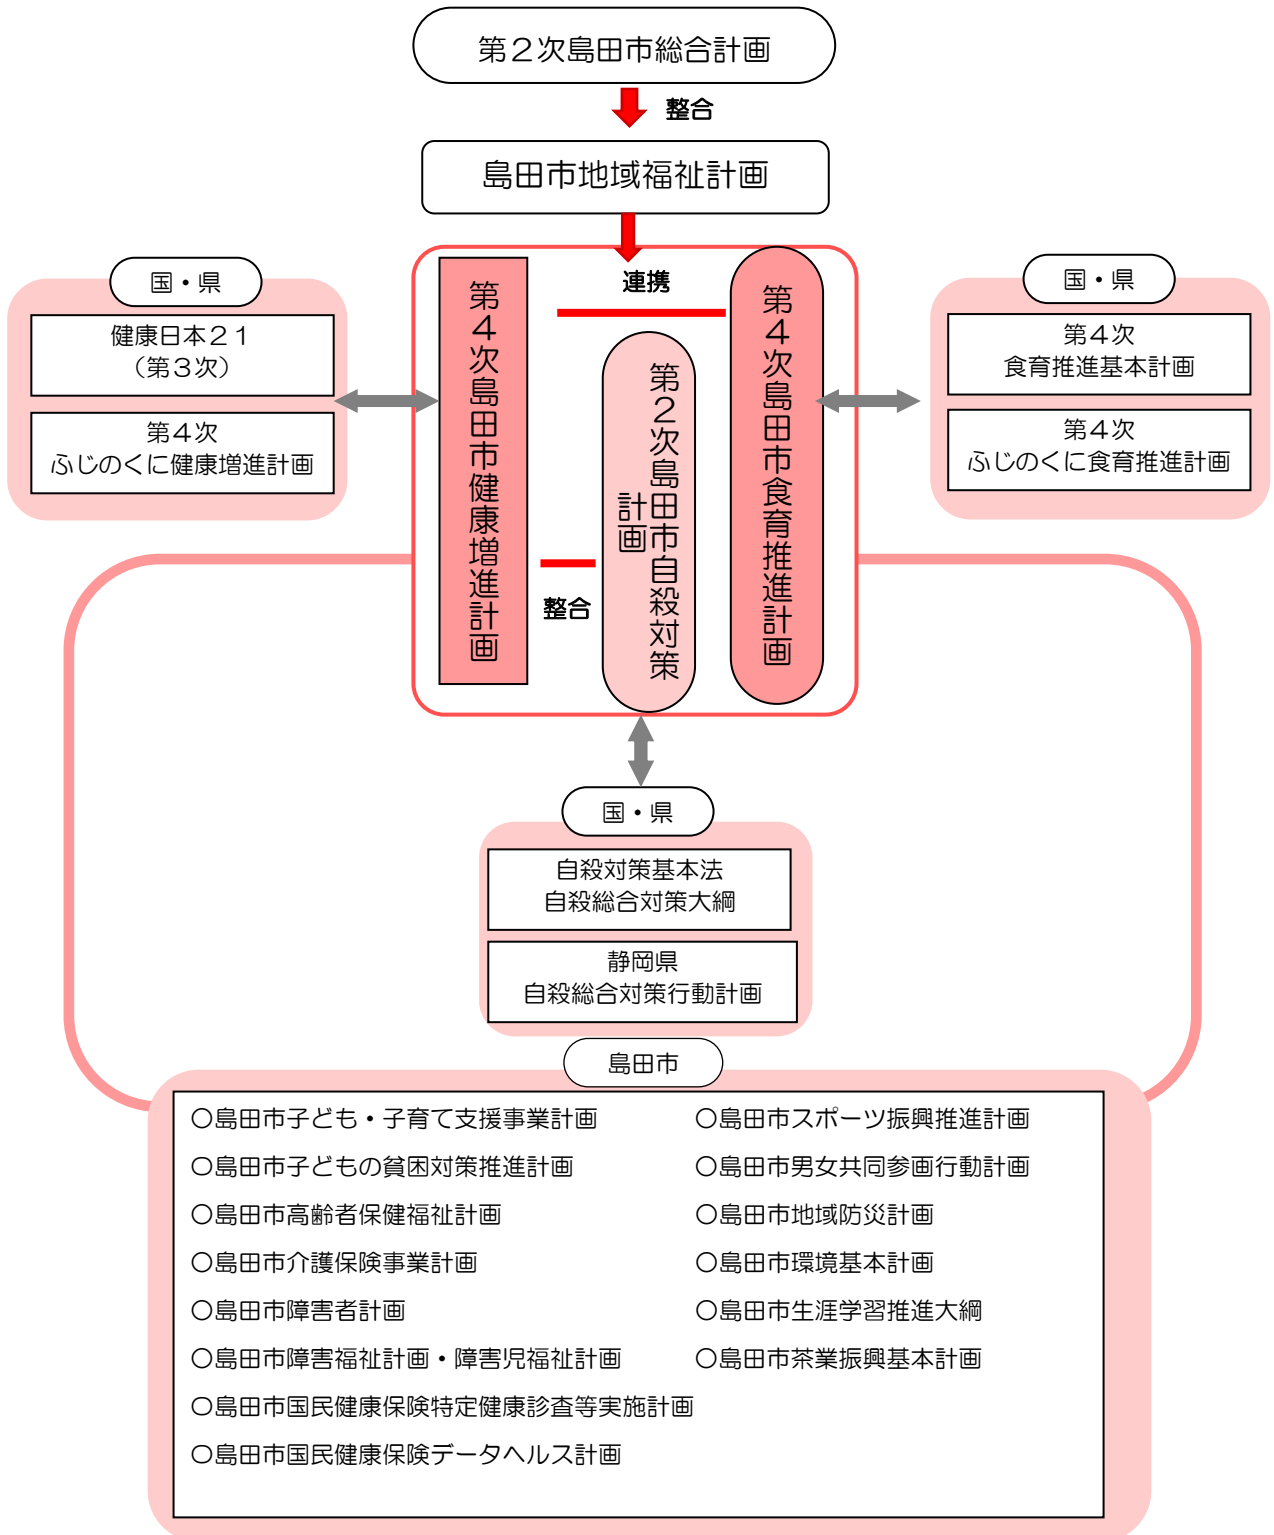 第２次島田市総合計画
整合
島田市地域福祉計画
連携
国・県
健康日本２１
（第３次）
第４次
ふじのくに健康増進計画
第４次島田市健康増進計画
整合
第２次島田市自殺対策
計画
第４次島田市食育推進計画
国・県
第４次
食育推進基本計画
第４次
ふじのくに食育推進計画
国・県
自殺対策基本法
自殺総合対策大綱
静岡県
自殺総合対策行動計画
島田市
〇島田市子ども・子育て支援事業計画
〇島田市子どもの貧困対策推進計画
〇島田市高齢者保健福祉計画
〇島田市介護保険事業計画
〇島田市障害者計画
〇島田市障害福祉計画・障害児福祉計画
〇島田市国民健康保険特定健康診査等実施計画
〇島田市国民健康保険データヘルス計画
〇島田市スポーツ振興推進計画
〇島田市男女共同参画行動計画
〇島田市地域防災計画
〇島田市環境基本計画
〇島田市生涯学習推進大綱
〇島田市茶業振興基本計画